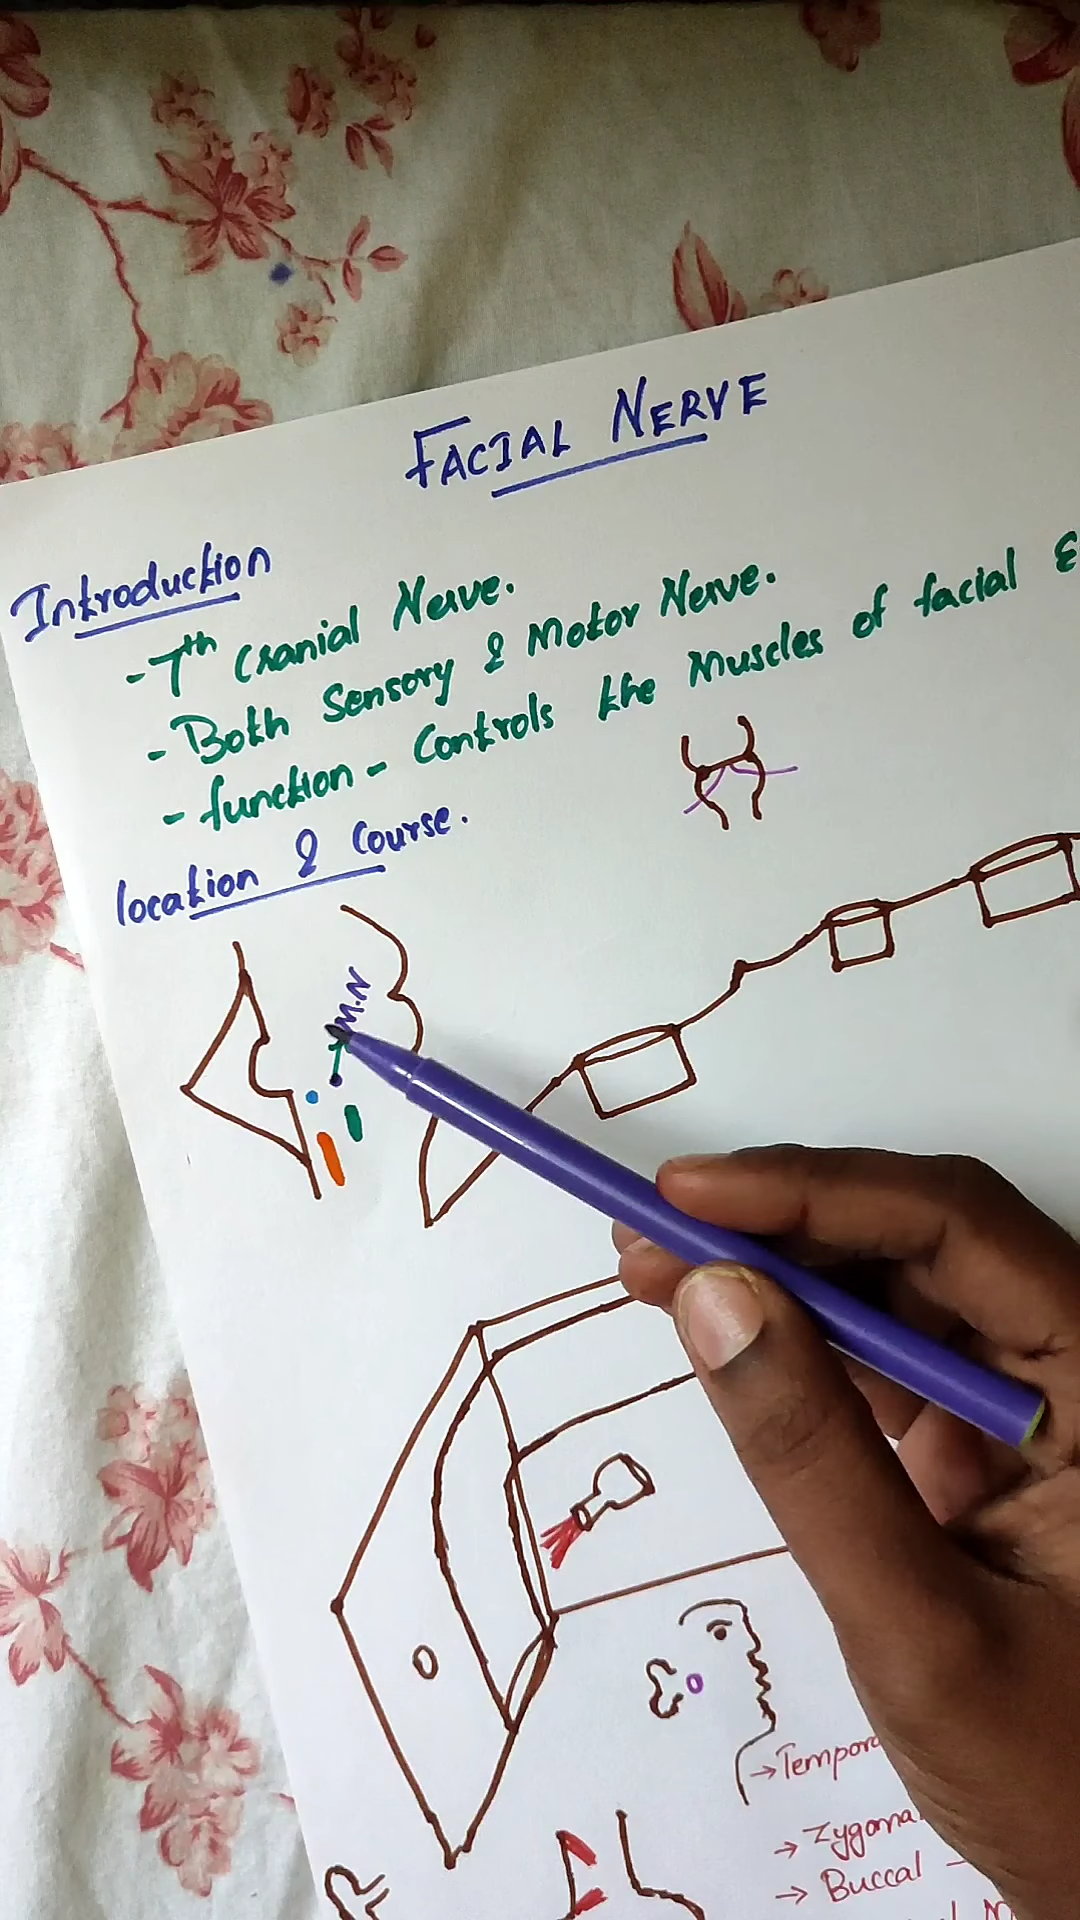 FACIAL NERVE
Introduction
- 7th Cranial Nerve.
- Both Sensory & Motor Nerve.
- function - Controls the Muscles of facial E
location & Course.
M.N
→ Tempora
→ Zygoma
→ Buccal -
M